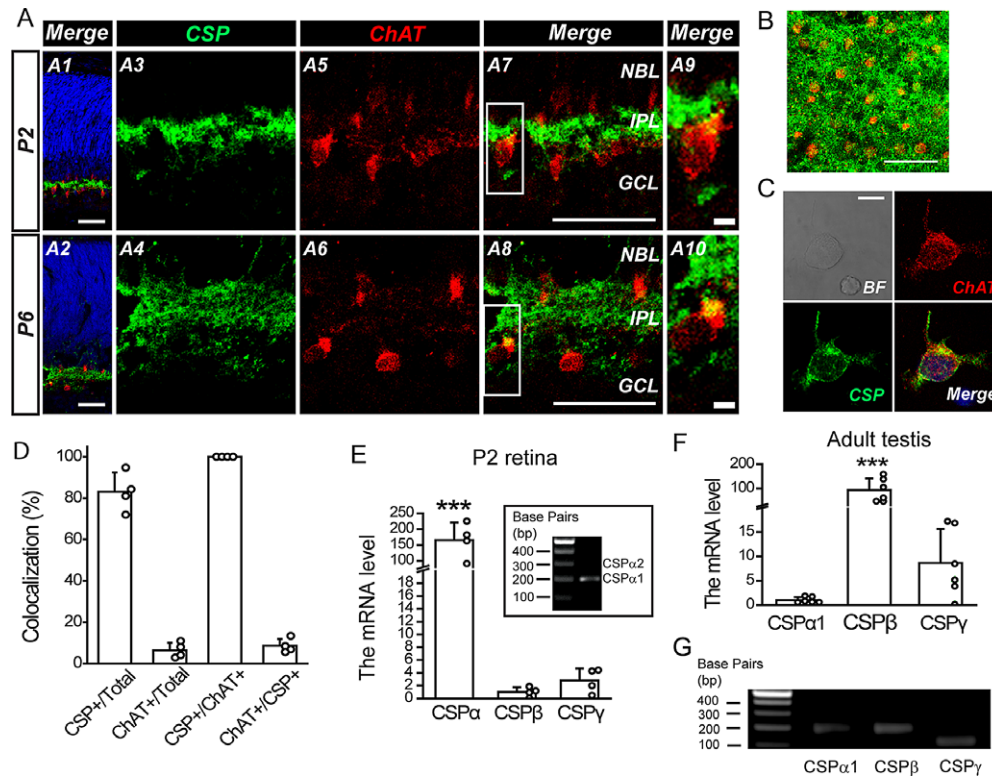 A
Merge CSP ChAT Merge Merge
P2
A1 A3 A5 A7 A9
NBL
IPL
GCL
P6
A2 A4 A6 A8 A10
NBL
IPL
GCL
B
C
BF
ChAT
CSP
Merge
D
Colocalization (%)
100
80
60
40
20
0
CSP+/Total
ChAT+/Total
CSP+/ChAT+
ChAT+/CSP+
E
P2 retina
The mRNA level
250
200
150
100
50
16
18
14
12
10
8
6
4
2
0
***
CSPα CSPβ CSPγ
Base Pairs
(bp)
400
300
200
100
CSPα2
CSPα1
F
Adult testis
The mRNA level
200
100
15
10
5
0
***
CSPα1 CSPβ CSPγ
G
Base Pairs
(bp)
400
300
200
100
CSPα1 CSPβ CSPγ